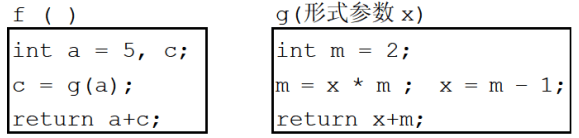 f ( )
int a = 5, c;
c = g(a);
return a+c;
g(形式参数 x)
int m = 2;
m = x * m ; x = m - 1;
return x+m;